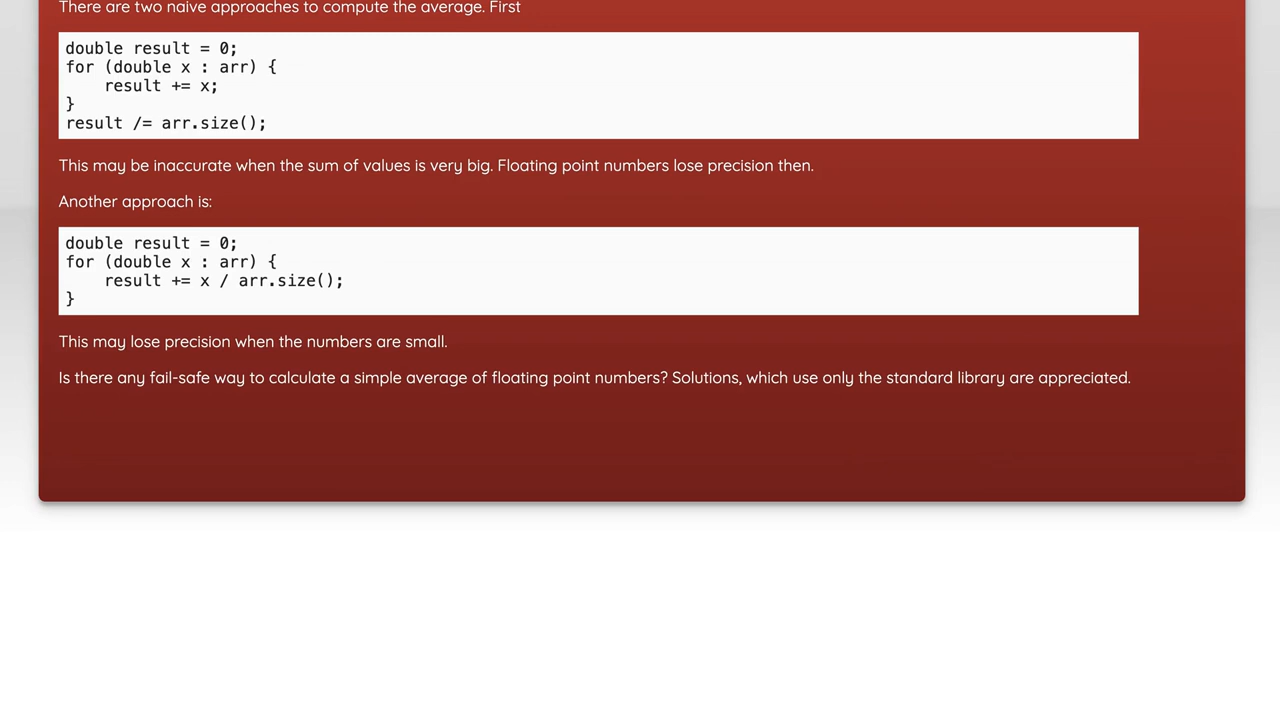 There are two naive approaches to compute the average. First
double result = 0;
for (double x : arr) {
    result += x;
}
result /= arr.size();
This may be inaccurate when the sum of values is very big. Floating point numbers lose precision then.
Another approach is:
double result = 0;
for (double x : arr) {
    result += x / arr.size();
}
This may lose precision when the numbers are small.
Is there any fail-safe way to calculate a simple average of floating point numbers? Solutions, which use only the standard library are appreciated.